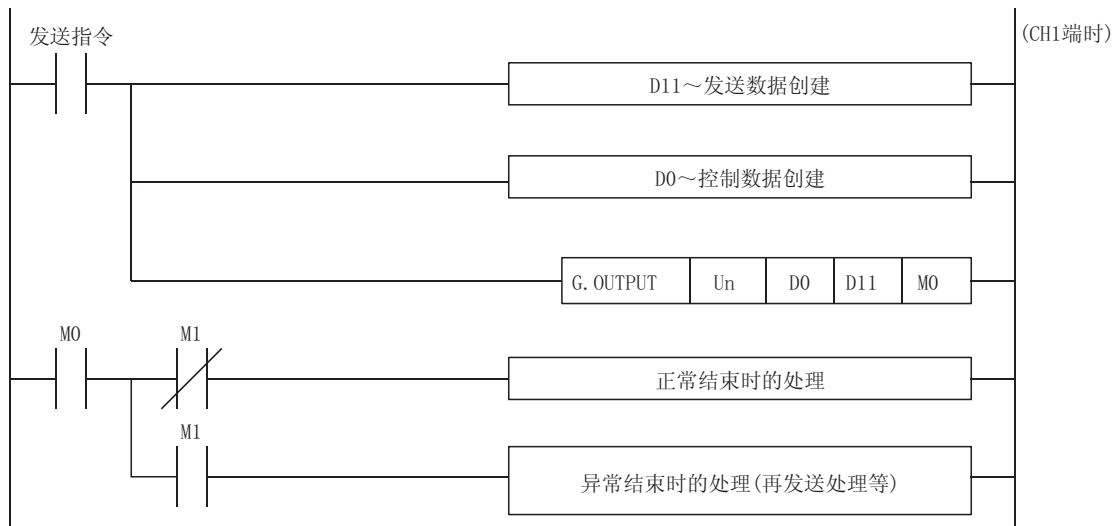 发送指令
(CH1端时)
D11～发送数据创建
D0～控制数据创建
G.OUTPUT Un D0 D11 M0
M0 M1
正常结束时的处理
M1
异常结束时的处理(再发送处理等)